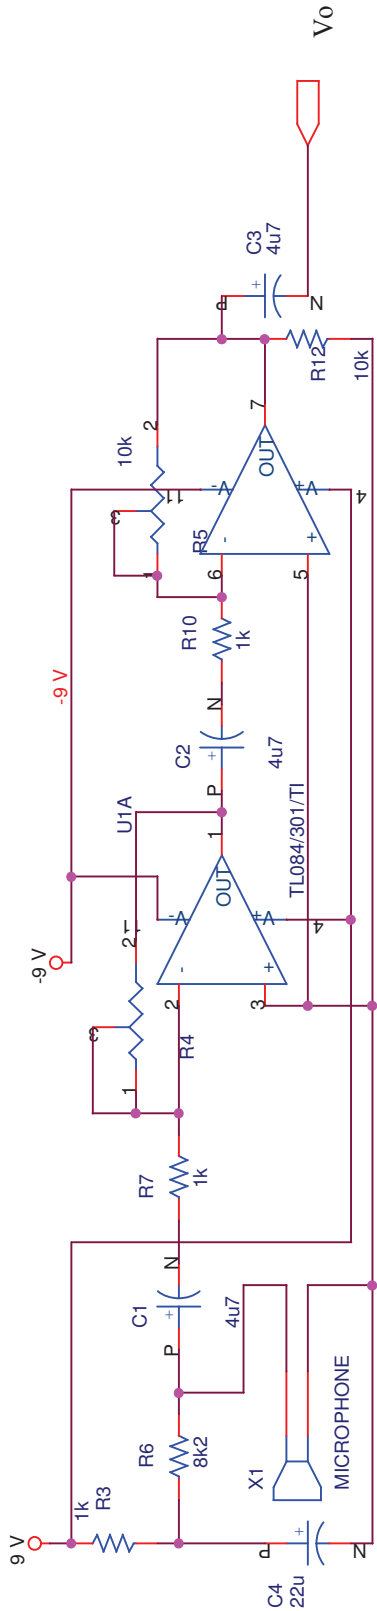 9 V
1k
R3
C4
22u
P
N
R6
8k2
X1
MICROPHONE
C1
4u7
P
N
R7
1k
-9 V
R4
1
2
3
U1A
2
3
1
11
4
V-
V+
-
+
OUT
TL084/301/TI
C2
4u7
P
N
-9 V
R10
1k
10k
R5
1
2
3
6
5
7
11
4
V-
V+
-
+
OUT
R12
10k
C3
4u7
P
N
Vo